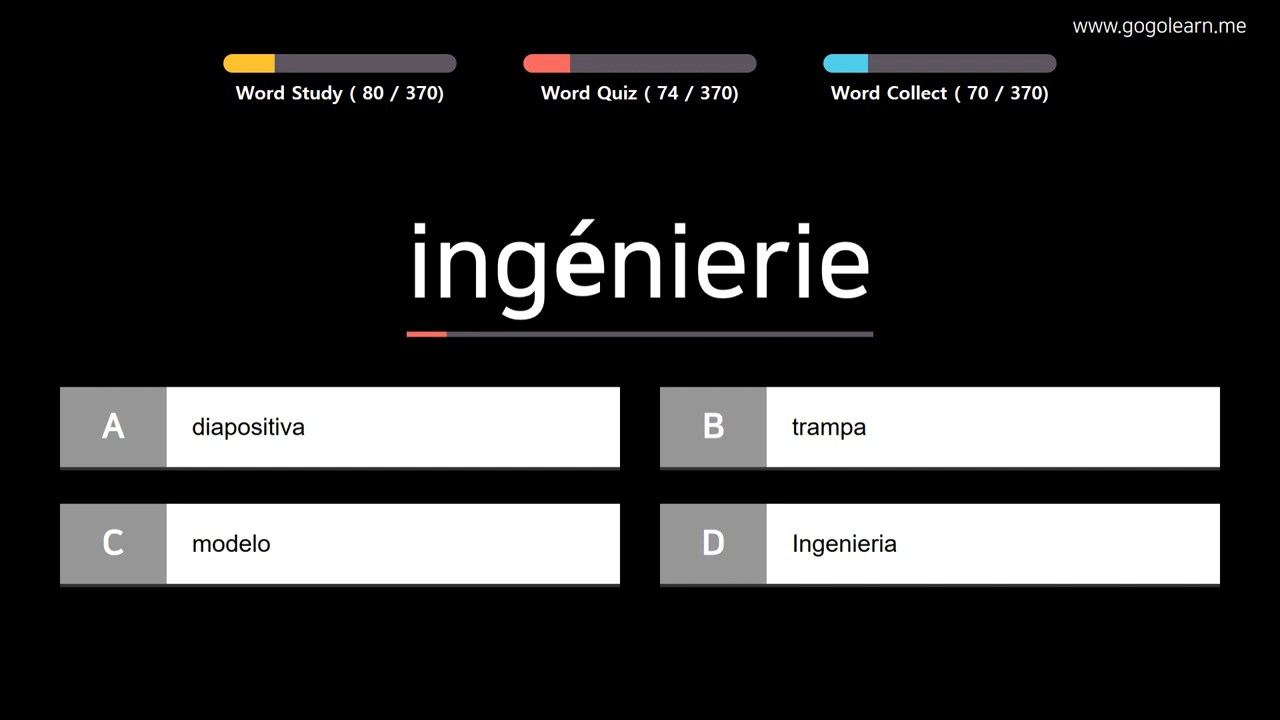 www.gogolearn.me
Word Study ( 80 / 370)
Word Quiz ( 74 / 370)
Word Collect ( 70 / 370)
ingénierie
A diapositiva
B trampa
C modelo
D Ingenieria